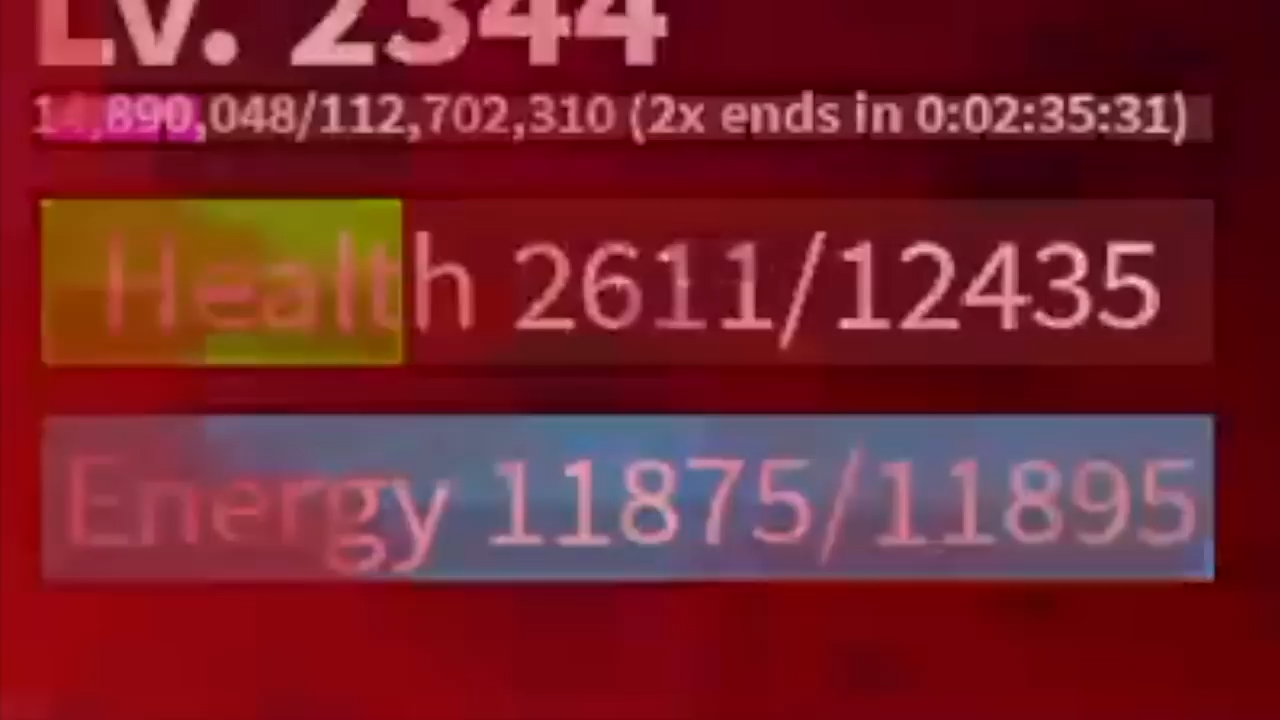 Lv. 2344
14,890,048/112,702,310 (2x ends in 0:02:35:31)
Health 2611/12435
Energy 11875/11895